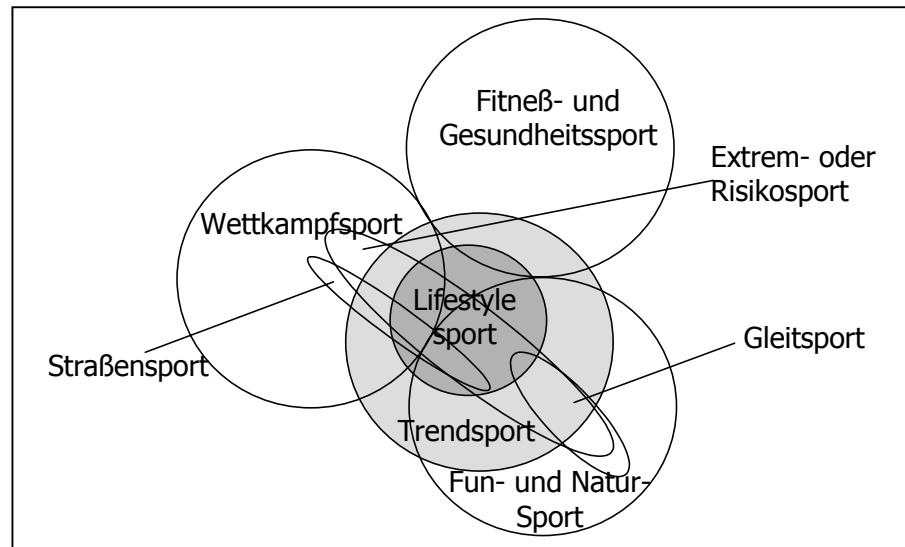 Fitneß- und
Gesundheitssport
Extrem- oder
Risikosport
Wettkampfsport
Lifestyle
sport
Gleitsport
Straßensport
Trendsport
Fun- und Natur-
Sport